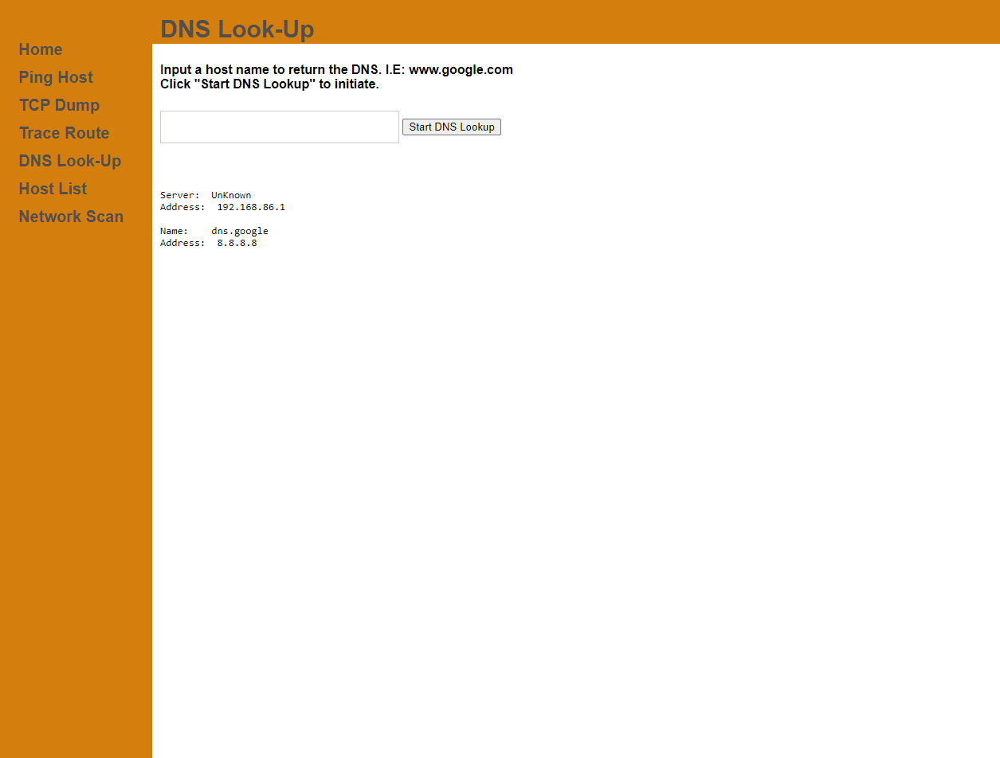 DNS Look-Up
Home
Ping Host
TCP Dump
Trace Route
DNS Look-Up
Host List
Network Scan
Input a host name to return the DNS. I.E: www.google.com
Click "Start DNS Lookup" to initiate.
Start DNS Lookup
Server:  UnKnown
Address:  192.168.86.1
Name:    dns.google
Address:  8.8.8.8